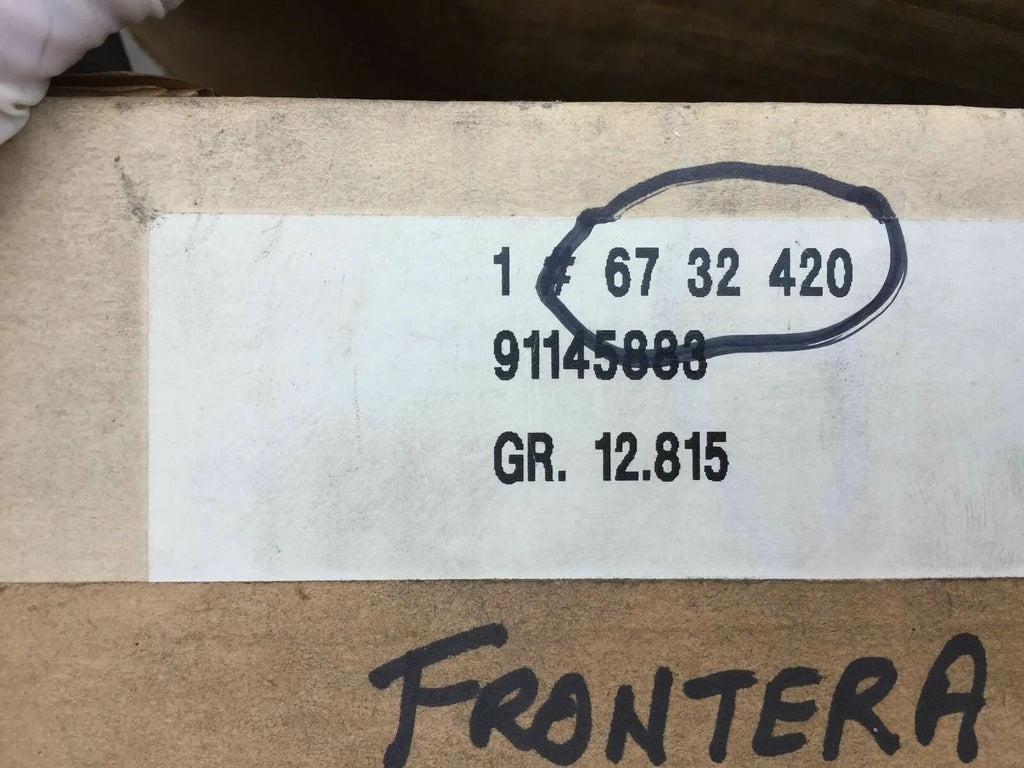 1 # 67 32 420
91145883
GR. 12.815
FRONTERA